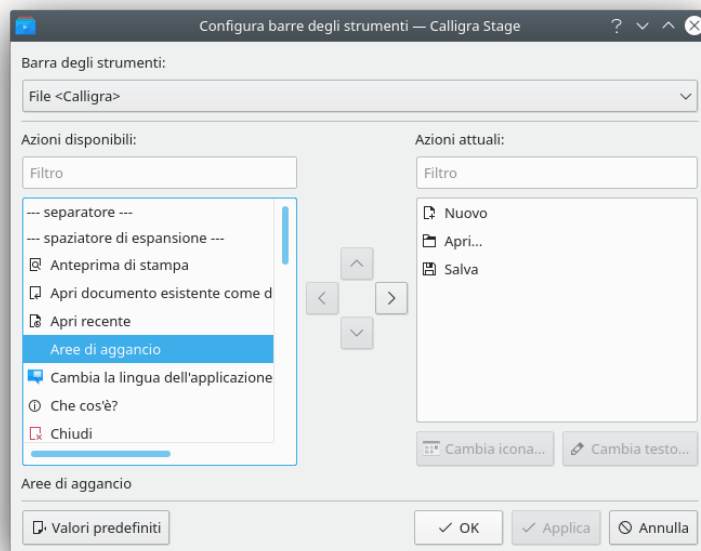 Configura barre degli strumenti — Calligra Stage
Barra degli strumenti:
File <Calligra>
Azioni disponibili:
Filtro
--- separatore ---
--- spaziatore di espansione ---
Anteprima di stampa
Apri documento esistente come d
Apri recente
Aree di aggancio
Cambia la lingua dell'applicazione
Che cos'è?
Chiudi
Azioni attuali:
Filtro
Nuovo
Apri...
Salva
Cambia icona...
Cambia testo...
Aree di aggancio
Valori predefiniti
OK
Applica
Annulla